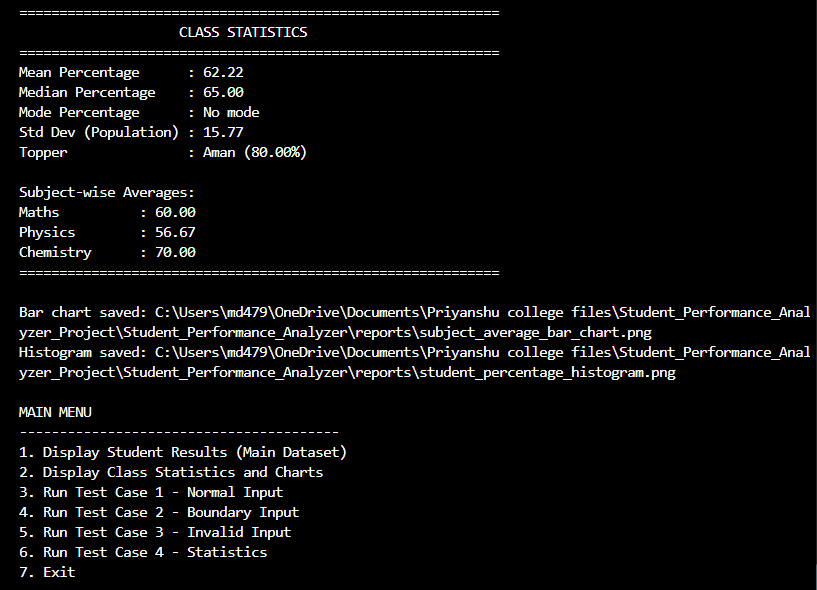 ============================================================
CLASS STATISTICS
============================================================
Mean Percentage      : 62.22
Median Percentage    : 65.00
Mode Percentage      : No mode
Std Dev (Population) : 15.77
Topper               : Aman (80.00%)
Subject-wise Averages:
Maths          : 60.00
Physics        : 56.67
Chemistry      : 70.00
============================================================
Bar chart saved: C:\Users\md479\OneDrive\Documents\Priyanshu college files\Student_Performance_Anal
yzer_Project\Student_Performance_Analyzer\reports\subject_average_bar_chart.png
Histogram saved: C:\Users\md479\OneDrive\Documents\Priyanshu college files\Student_Performance_Anal
yzer_Project\Student_Performance_Analyzer\reports\student_percentage_histogram.png
MAIN MENU
----------------------------------------
1. Display Student Results (Main Dataset)
2. Display Class Statistics and Charts
3. Run Test Case 1 - Normal Input
4. Run Test Case 2 - Boundary Input
5. Run Test Case 3 - Invalid Input
6. Run Test Case 4 - Statistics
7. Exit